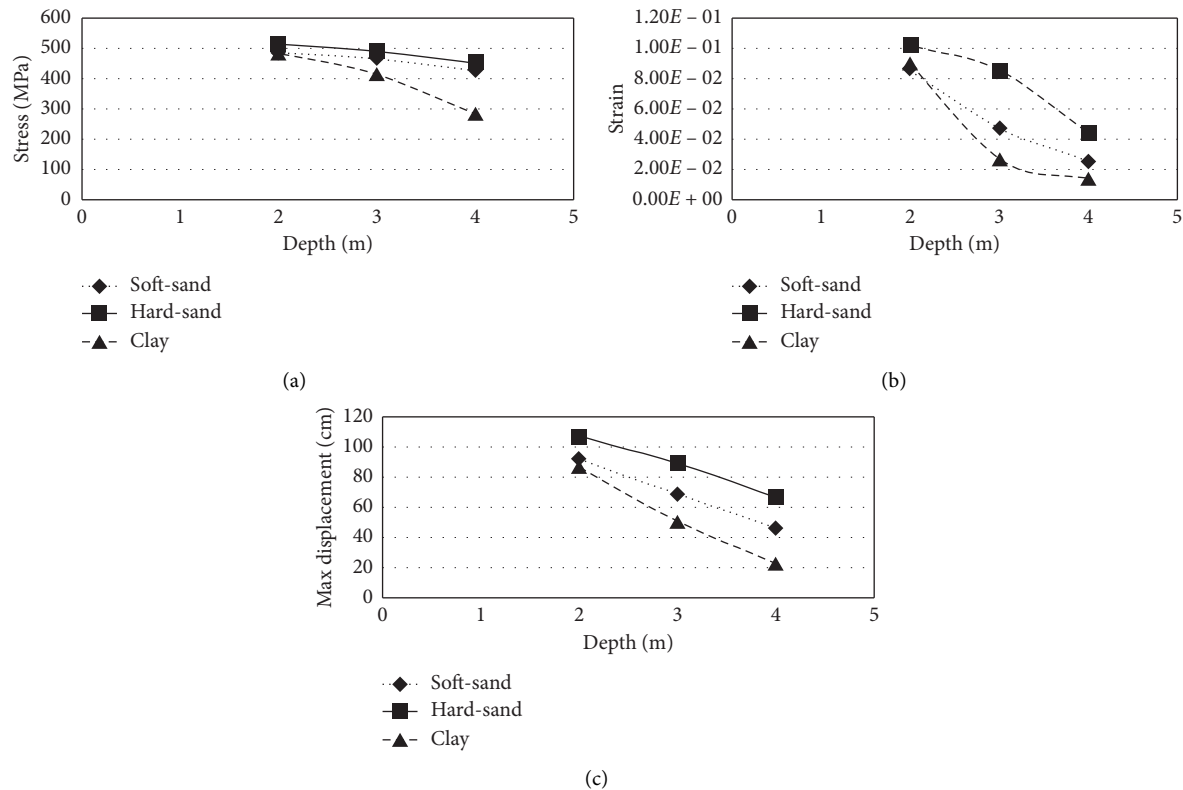 Stress (MPa)
600
500
400
300
200
100
0
0 1 2 3 4 5
Depth (m)
Soft-sand
Hard-sand
Clay
(a)
Strain
1.20E – 01
1.00E – 01
8.00E – 02
6.00E – 02
4.00E – 02
2.00E – 02
0.00E + 00
0 1 2 3 4 5
Depth (m)
Soft-sand
Hard-sand
Clay
(b)
Max displacement (cm)
120
100
80
60
40
20
0
0 1 2 3 4 5
Depth (m)
Soft-sand
Hard-sand
Clay
(c)